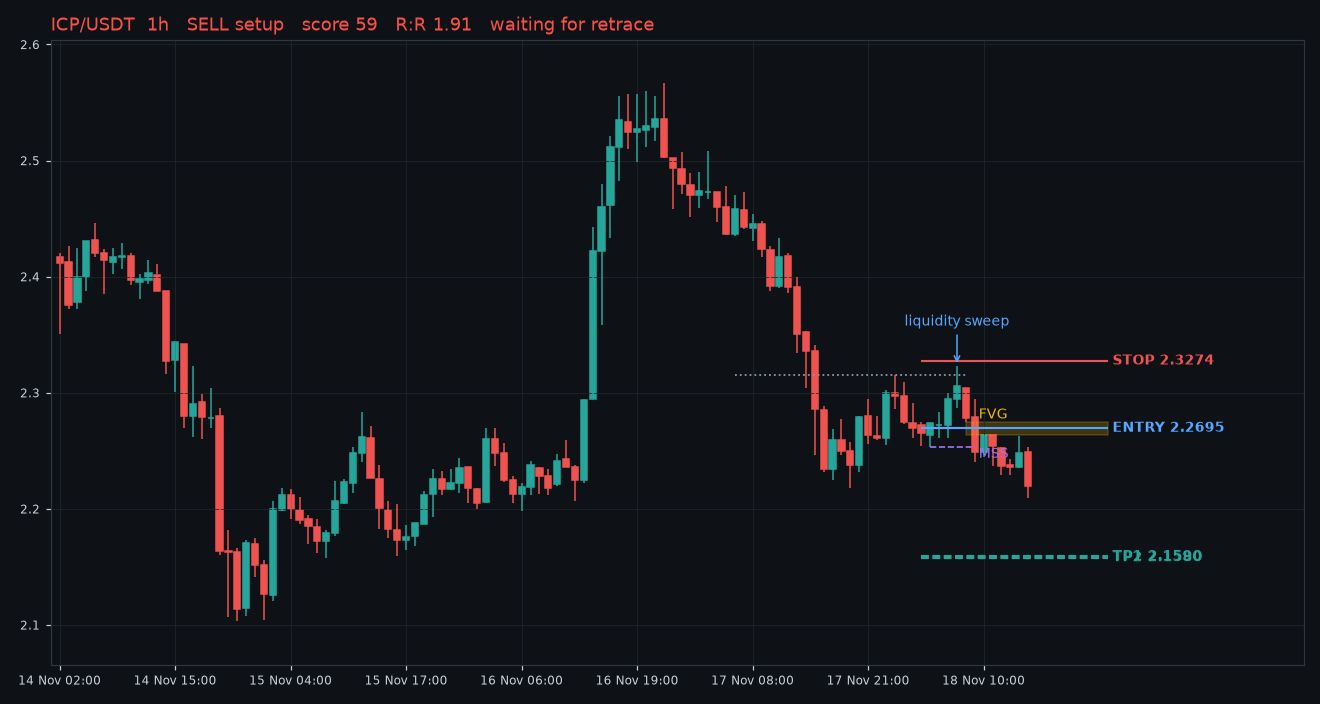 ICP/USDT 1h SELL setup score 59 R:R 1.91 waiting for retrace
2.6
2.5
2.4
2.3
2.2
2.1
liquidity sweep
STOP 2.3274
FVG
ENTRY 2.2695
MSS
14 Nov 02:00
14 Nov 15:00
15 Nov 04:00
15 Nov 17:00
16 Nov 06:00
16 Nov 19:00
17 Nov 08:00
17 Nov 21:00
18 Nov 10:00